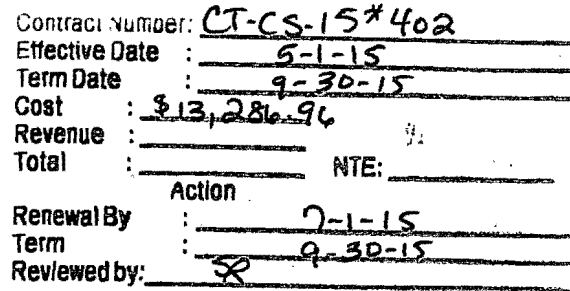 Contract Number: CT-CS-15*402
Effective Date : 5-1-15
Term Date : 9-30-15
Cost : $13,286.96
Revenue :
Total : NTE:
Action
Renewal By : 7-1-15
Term : 9-30-15
Reviewed by: SR